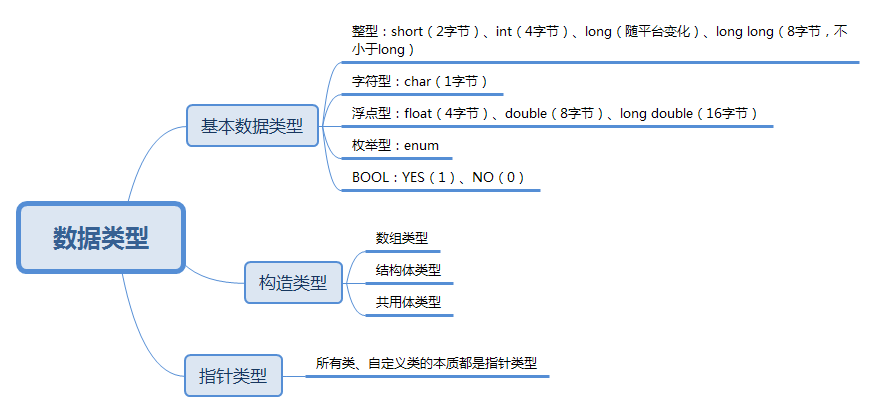 整型：short（2字节）、int（4字节）、long（随平台变化）、long long（8字节，不
小于long）
字符型：char（1字节）
基本数据类型
浮点型：float（4字节）、double（8字节）、long double（16字节）
枚举型：enum
BOOL：YES（1）、NO（0）
数据类型
数组类型
构造类型
结构体类型
共用体类型
指针类型
所有类、自定义类的本质都是指针类型